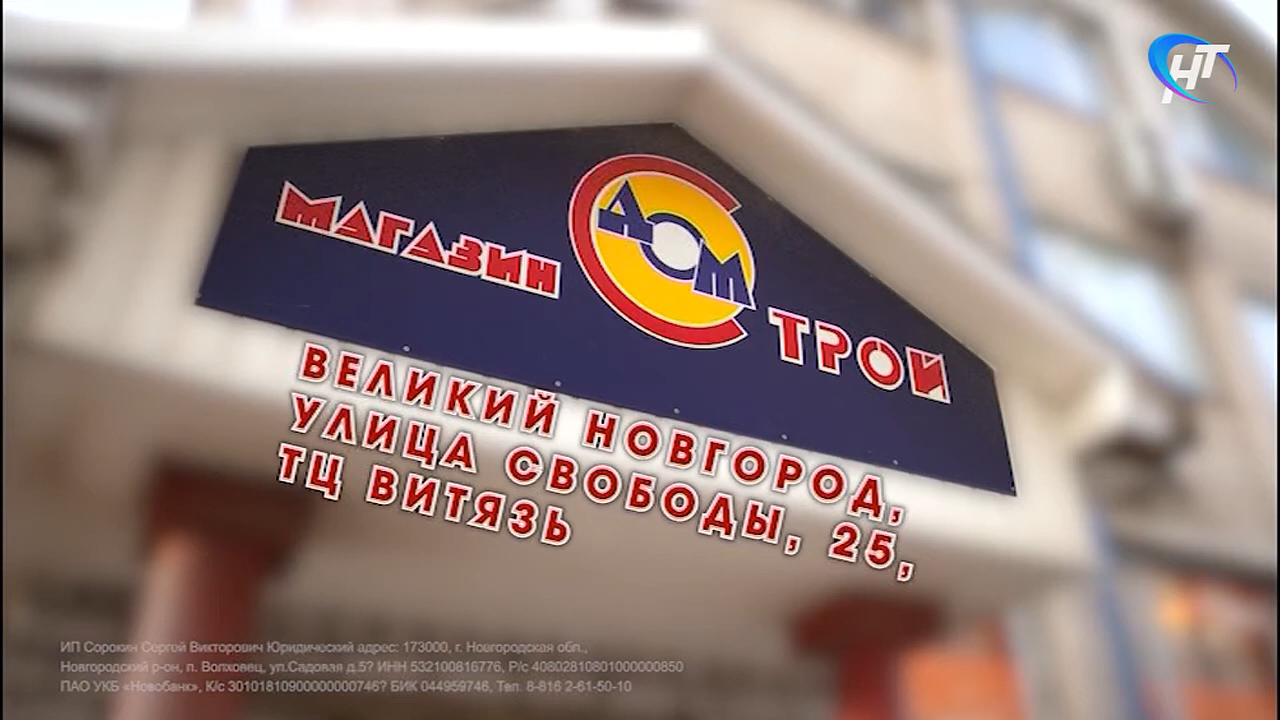 НТ
МАГАЗИН ДОМ СТРОЙ
ВЕЛИКИЙ НОВГОРОД,
УЛИЦА СВОБОДЫ, 25,
ТЦ ВИТЯЗЬ
ИП Сорокин Сергей Викторович Юридический адрес: 173000, г. Новгородская обл.,
Новгородский р-он, п. Волховец, ул.Садовая д.5? ИНН 532100816776, Р/с 40802810801000000850
ПАО УКБ «Новобанк», К/с 30101810900000000746? БИК 044959746, Тел. 8-816 2-61-50-10